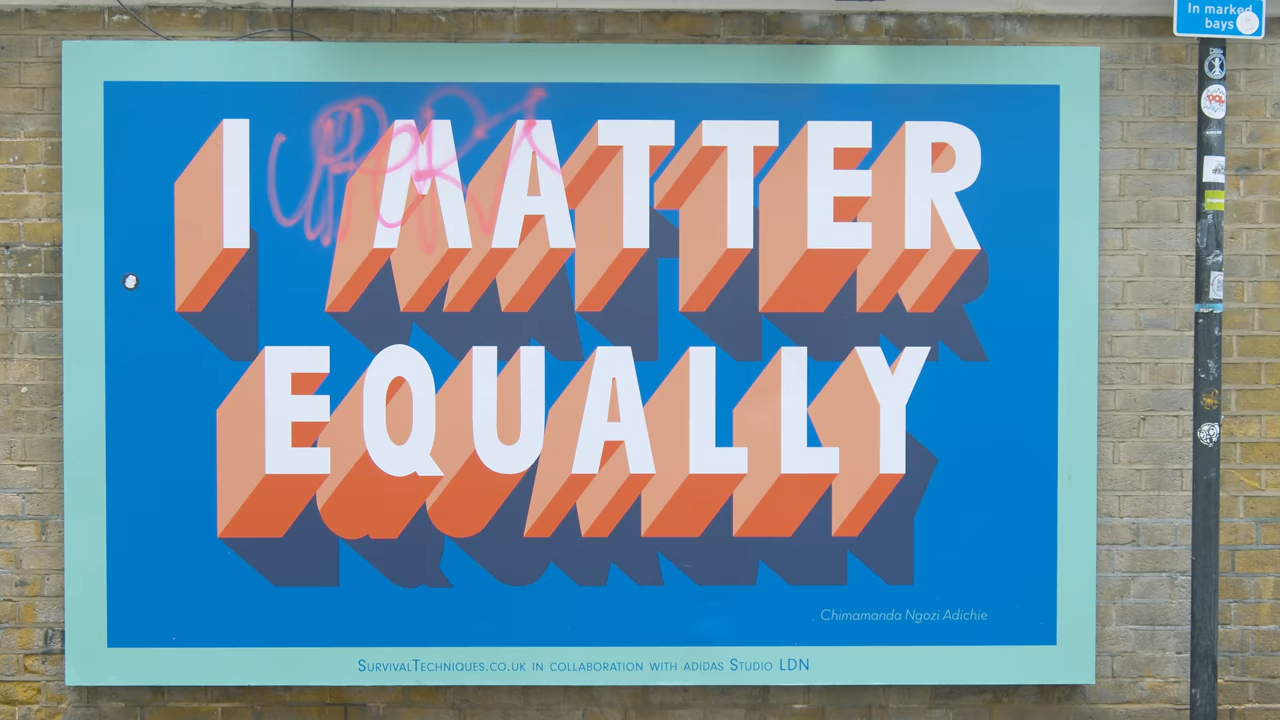 In marked
bays
I MATTER
EQUALLY
Chimamanda Ngozi Adichie
SURVIVALTECHNIQUES.CO.UK IN COLLABORATION WITH ADIDAS STUDIO LDN